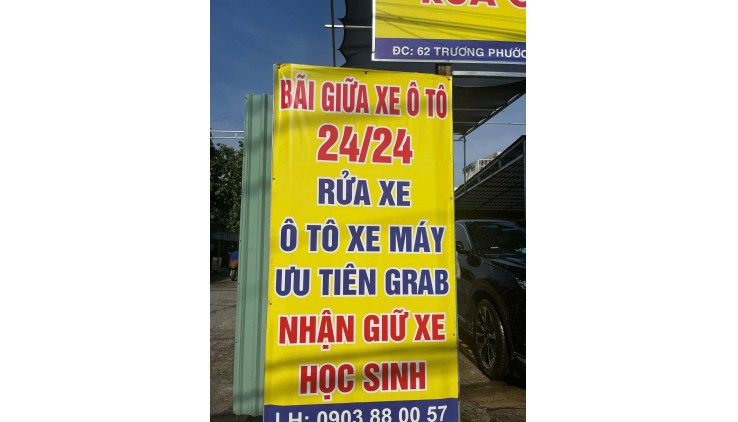 ĐC: 62 TRƯƠNG PHƯỚ
BÃI GIỮA XE Ô TÔ
24/24
RỬA XE
Ô TÔ XE MÁY
ƯU TIÊN GRAB
NHẬN GIỮ XE
HỌC SINH
LH: 0903 88 00 57